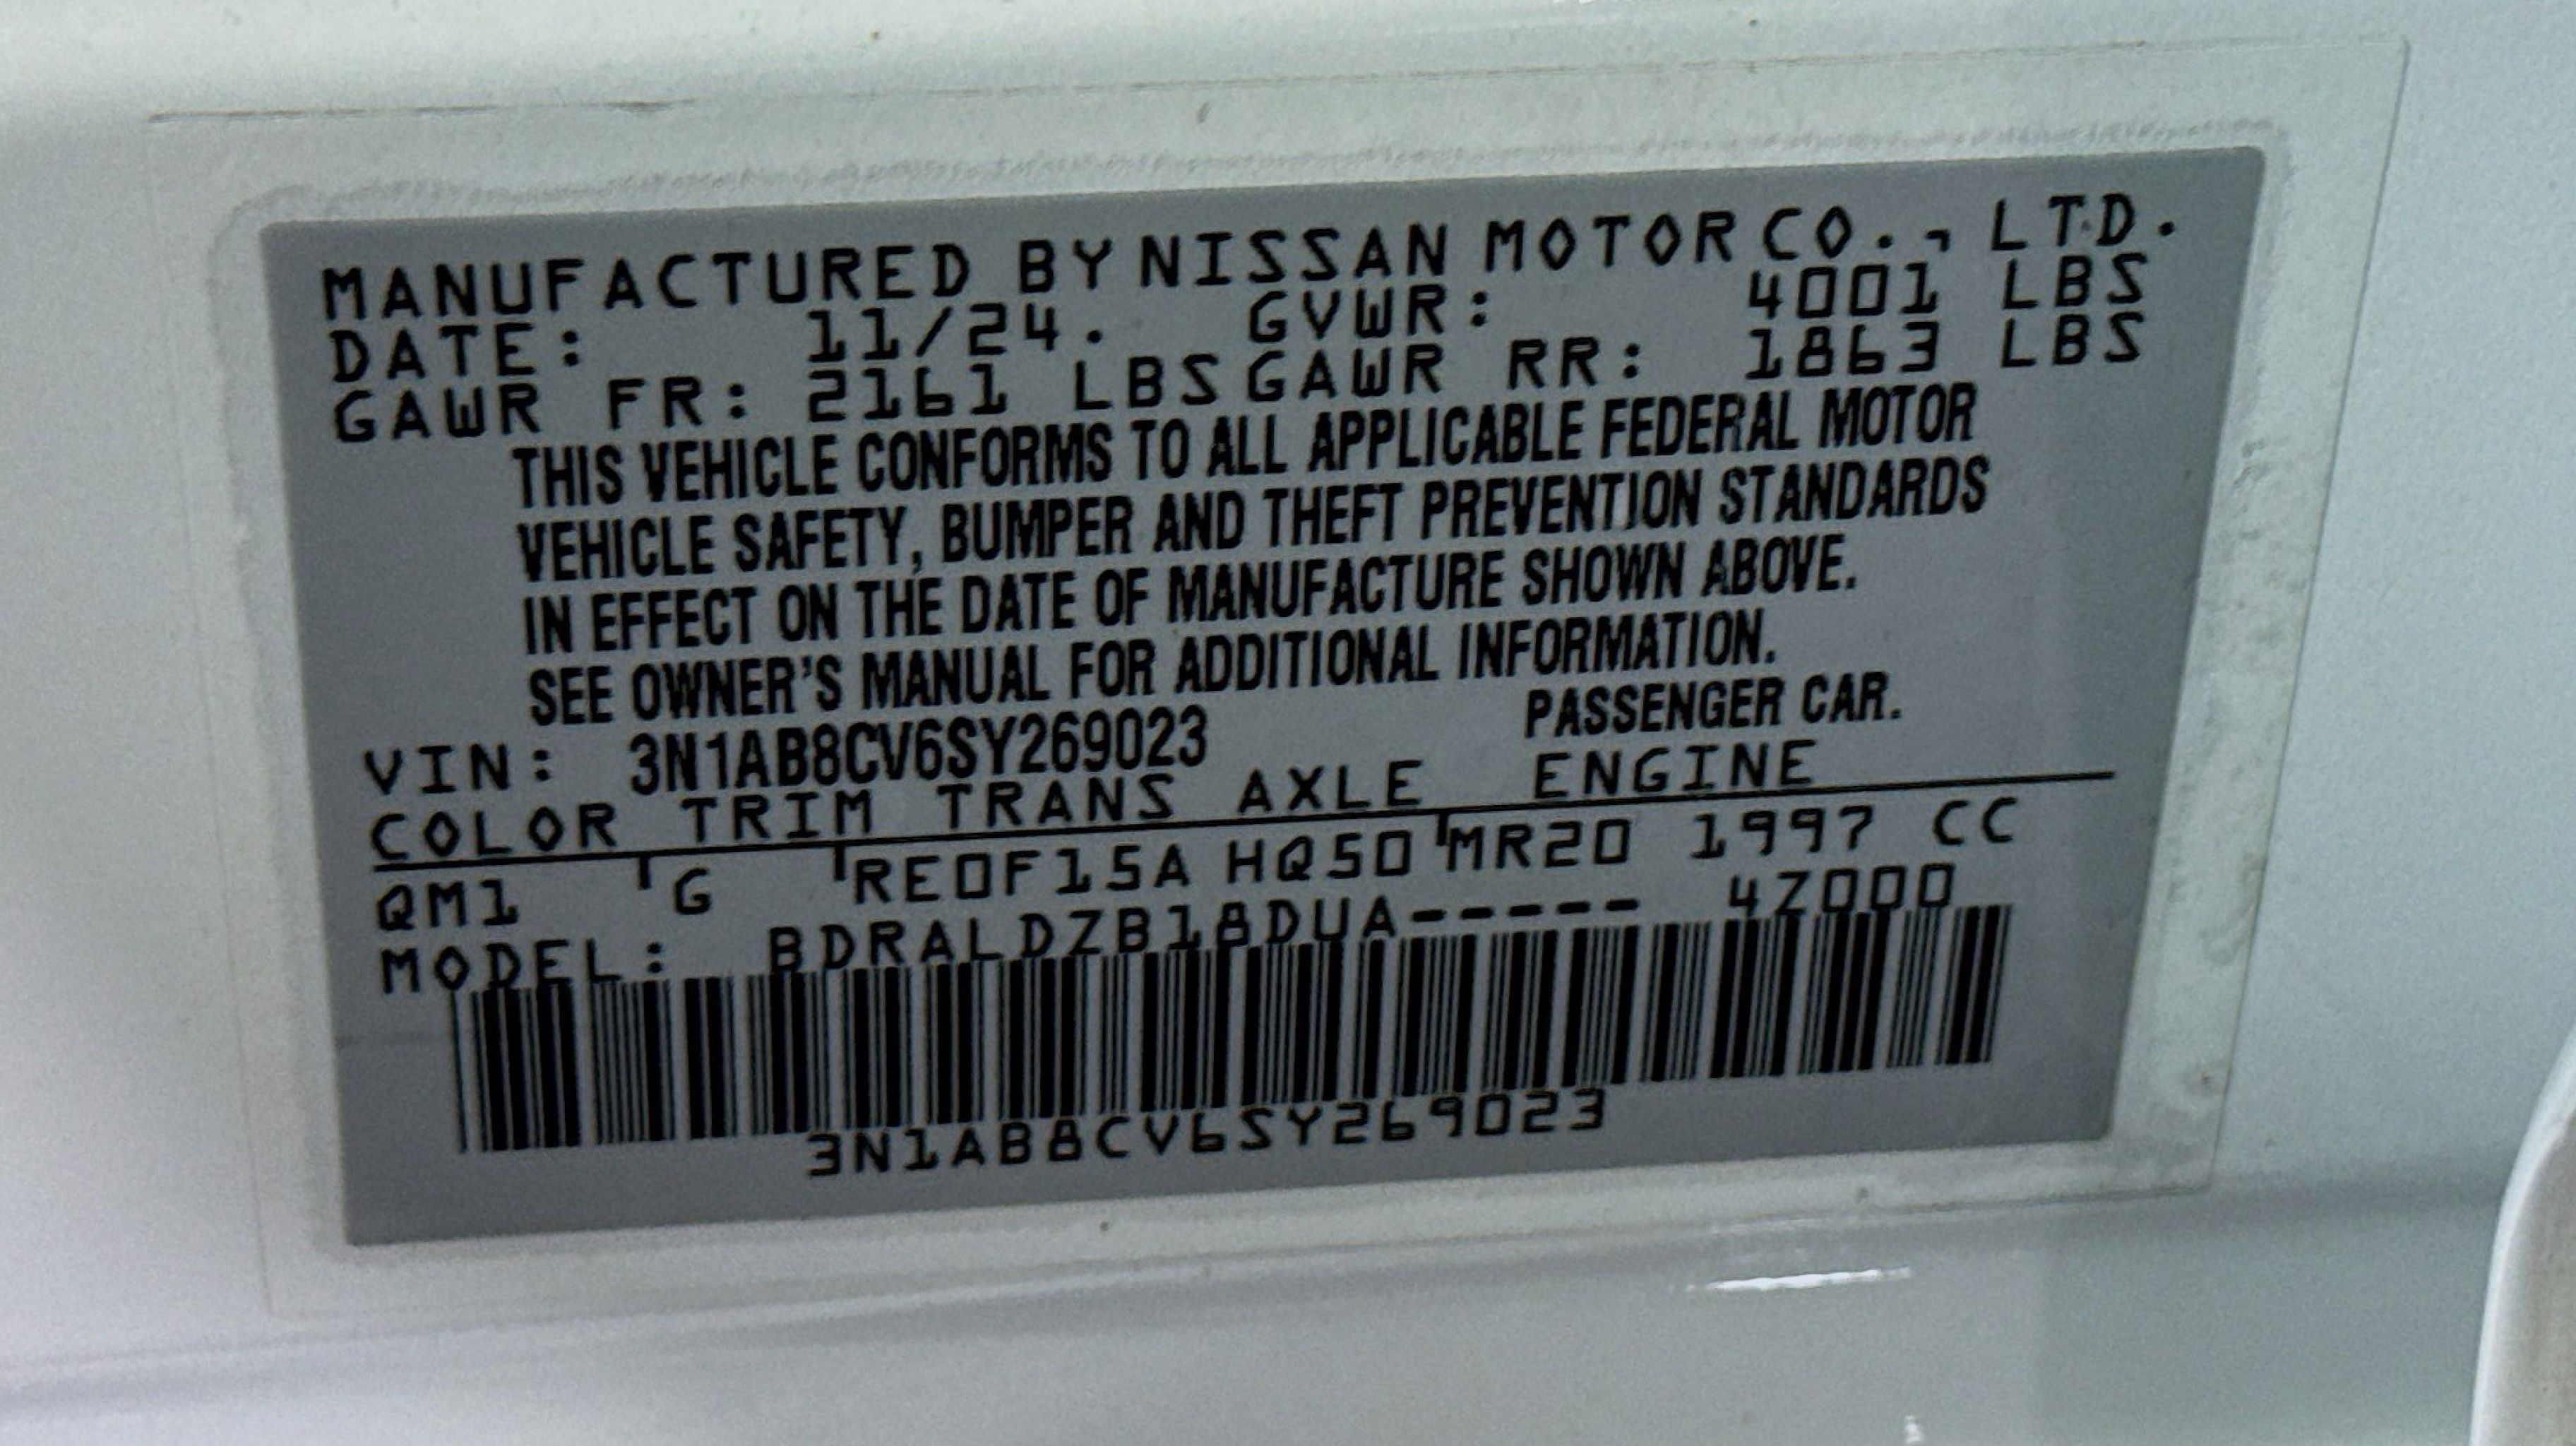 MANUFACTURED BY NISSAN MOTOR CO., LTD.
DATE: 11/24. GVWR: 4001 LBS
GAWR FR: 2161 LBS GAWR RR: 1863 LBS
THIS VEHICLE CONFORMS TO ALL APPLICABLE FEDERAL MOTOR
VEHICLE SAFETY, BUMPER AND THEFT PREVENTION STANDARDS
IN EFFECT ON THE DATE OF MANUFACTURE SHOWN ABOVE.
SEE OWNER'S MANUAL FOR ADDITIONAL INFORMATION.
VIN: 3N1AB8CV6SY269023 PASSENGER CAR.
COLOR TRIM TRANS AXLE ENGINE
QM1 G RE0F15A HQ50 MR20 1997 CC
MODEL: BDRALDZB18DUA----- 4Z000
3N1AB8CV6SY269023